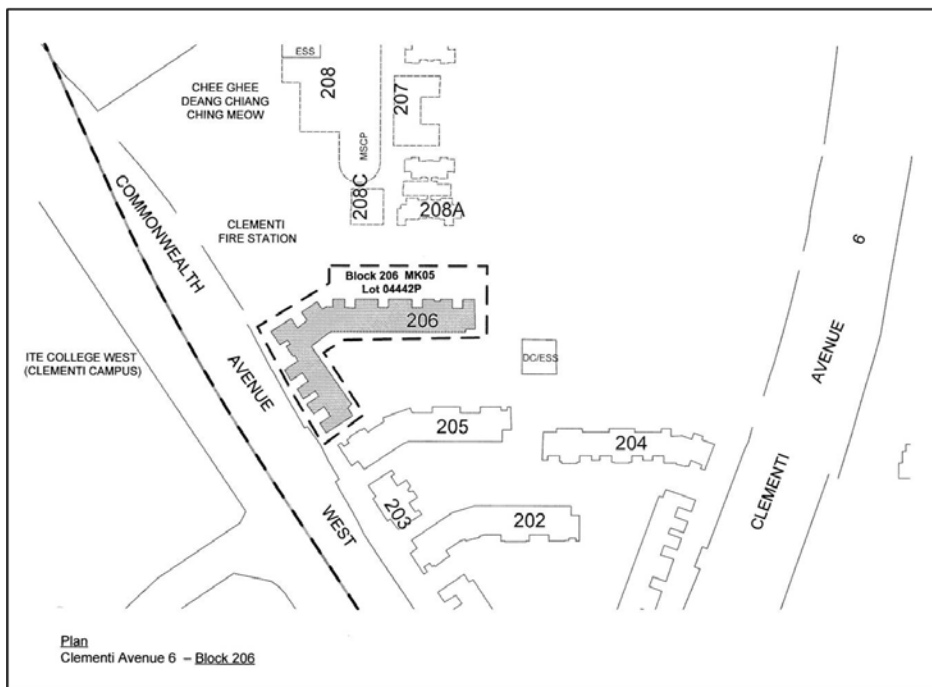 ESS
208
207
CHEE GHEE
DEANG CHIANG
CHING MEOW
MSCP
208C
208A
COMMONWEALTH
AVENUE
WEST
CLEMENTI
FIRE STATION
Block 206 MK05
Lot 04442P
206
ITE COLLEGE WEST
(CLEMENTI CAMPUS)
DC/ESS
205
204
203
202
CLEMENTI
AVENUE
6
Plan
Clementi Avenue 6 – Block 206